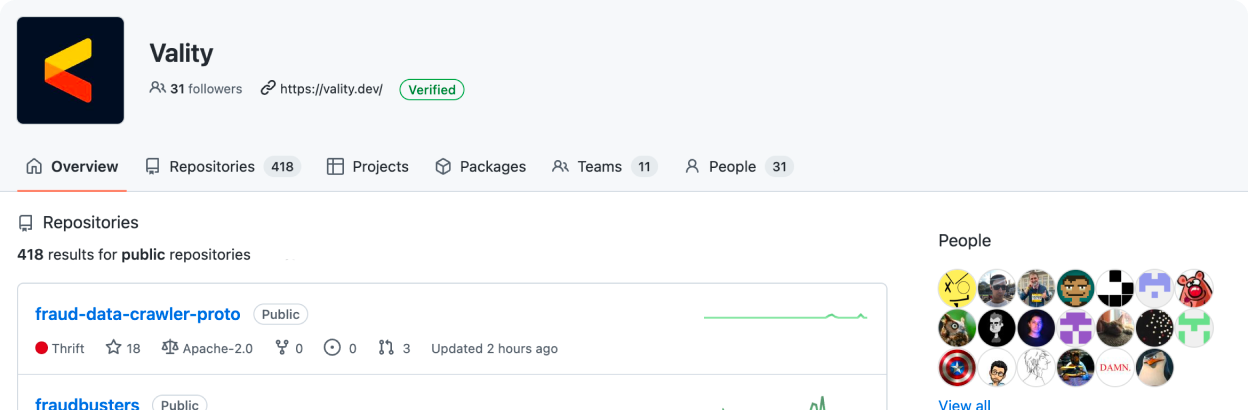 Vality
31 followers https://vality.dev/ Verified
Overview Repositories 418 Projects Packages Teams 11 People 31
Repositories
418 results for public repositories
People
fraud-data-crawler-proto Public
Thrift 18 Apache-2.0 0 0 3 Updated 2 hours ago
DAMN.
fraudbusters Public
View all